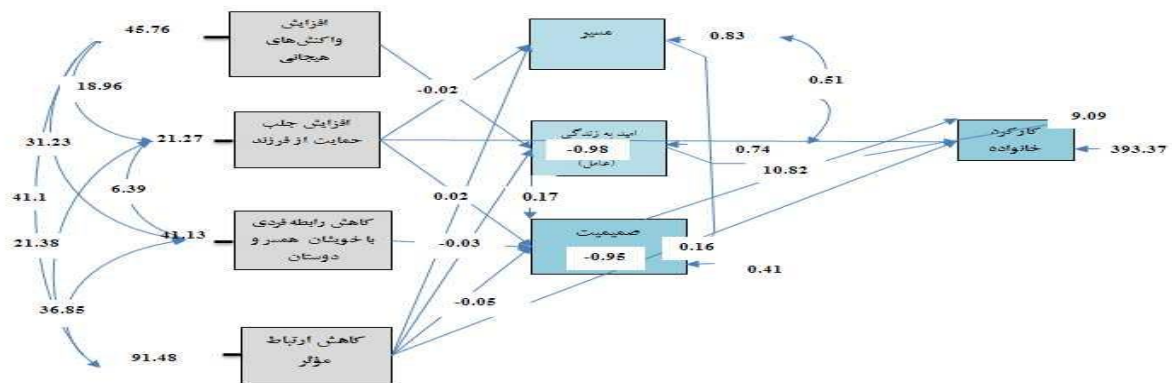 45.76
افزایش
واکنش‌های
هیجانی
مسیر
0.83
18.96
-0.02
0.51
31.23
21.27
افزایش جلب
حمایت از فرزند
امید به زندگی
-0.98
(عامل)
0.74
9.09
کارکرد
خانواده
393.37
6.39
10.82
41.1
0.02
0.17
21.38
41.13
کاهش رابطه فردی
با خویشان همسر و
دوستان
-0.03
صمیمیت
-0.95
0.16
0.41
-0.05
36.85
91.48
کاهش ارتباط
مؤثر